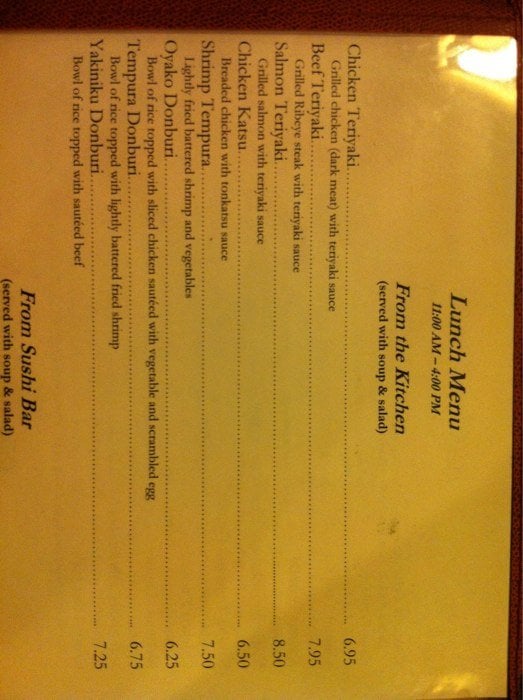 Lunch Menu
11:00 AM – 4:00 PM
From the Kitchen
(served with soup & salad)
Chicken Teriyaki 6.95
Grilled chicken (dark meat) with teriyaki sauce
Beef Teriyaki 7.95
Grilled Ribeye steak with teriyaki sauce
Salmon Teriyaki 8.50
Grilled salmon with teriyaki sauce
Chicken Katsu 6.50
Breaded chicken with tonkatsu sauce
Shrimp Tempura 7.50
Lightly fried battered shrimp and vegetables
Oyako Donburi 6.25
Bowl of rice topped with sliced chicken sautéed with vegetable and scrambled egg
Tempura Donburi 6.75
Bowl of rice topped with lightly battered fried shrimp
Yakiniku Donburi 7.25
Bowl of rice topped with sautéed beef
From Sushi Bar
(served with soup & salad)